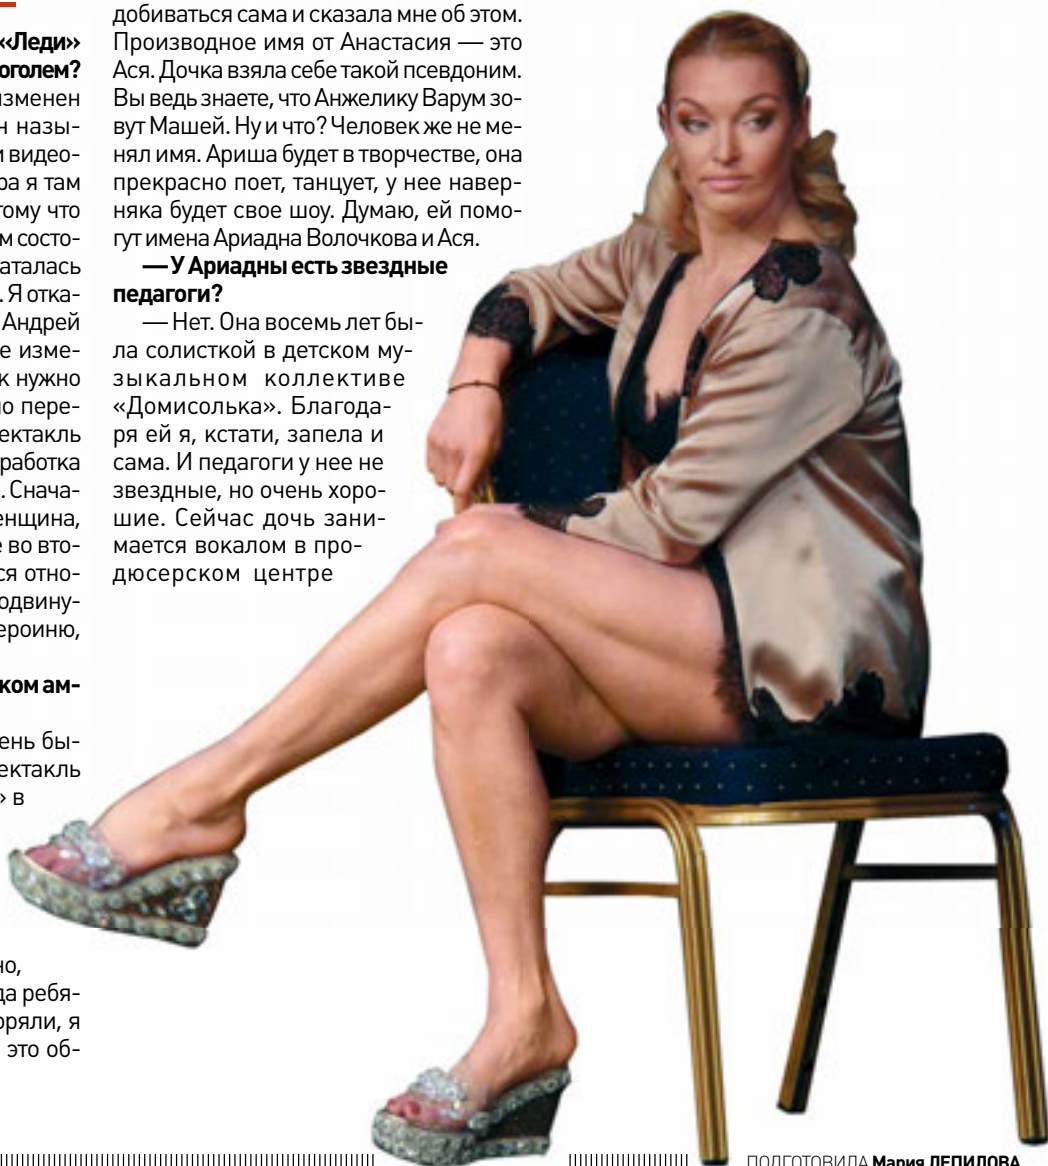 «Леди»
оголем?
изменен
н назы-
и видео-
ра я там
тому что
м состо-
аталась
. Я отка-
Андрей
е изме-
к нужно
о пере-
ектакль
работка
. Снача-
енщина,
е во вто-
ся отно-
одвину-
ероиню,
ком ам-
ень бы-
ектакль
» в
но,
да ребя-
оряли, я
это об-
добиваться сама и сказала мне об этом.
Производное имя от Анастасия — это
Ася. Дочка взяла себе такой псевдоним.
Вы ведь знаете, что Анжелику Варум зо-
вут Машей. Ну и что? Человек же не ме-
нял имя. Ариша будет в творчестве, она
прекрасно поет, танцует, у нее навер-
няка будет свое шоу. Думаю, ей помо-
гут имена Ариадна Волочкова и Ася.
— У Ариадны есть звездные
педагоги?
— Нет. Она восемь лет бы-
ла солисткой в детском му-
зыкальном коллективе
«Домисолька». Благода-
ря ей я, кстати, запела и
сама. И педагоги у нее не
звездные, но очень хоро-
шие. Сейчас дочь зани-
мается вокалом в про-
дюсерском центре
ПОДГОТОВИЛА Мария ЛЕПИЛОВА